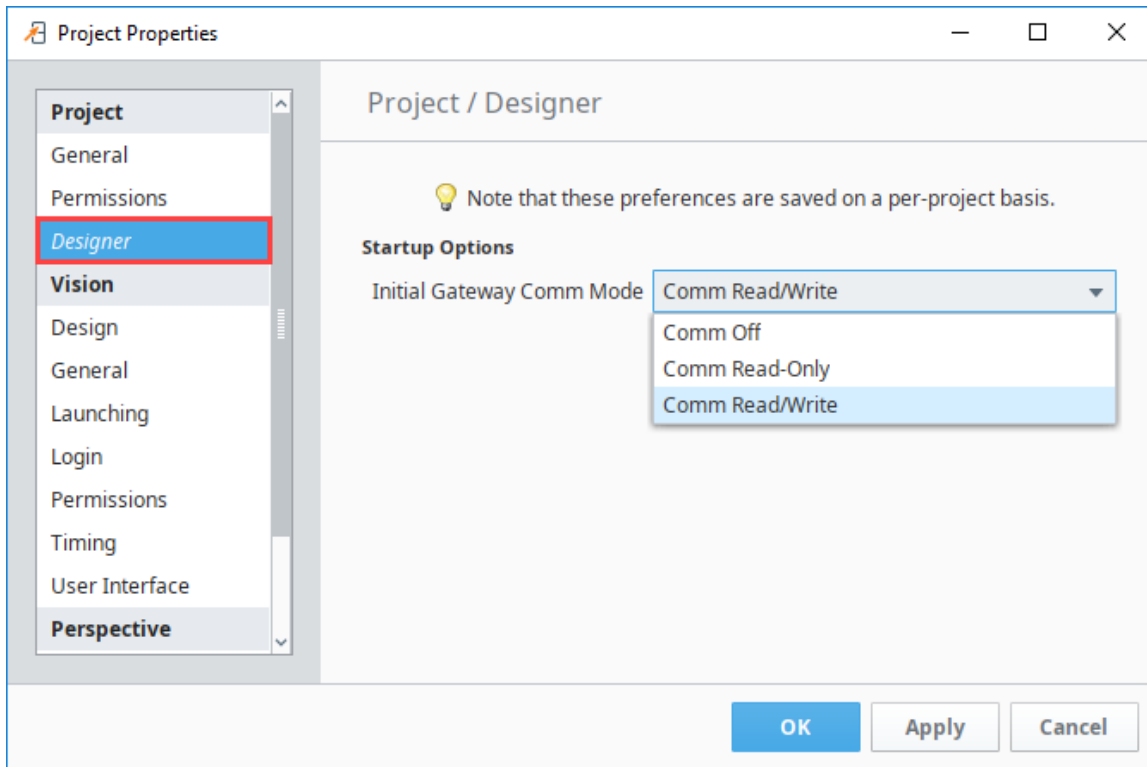 Project Properties
Project
General
Permissions
Designer
Vision
Design
General
Launching
Login
Permissions
Timing
User Interface
Perspective
Project / Designer
Note that these preferences are saved on a per-project basis.
Startup Options
Initial Gateway Comm Mode Comm Read/Write
Comm Off
Comm Read-Only
Comm Read/Write
OK Apply Cancel